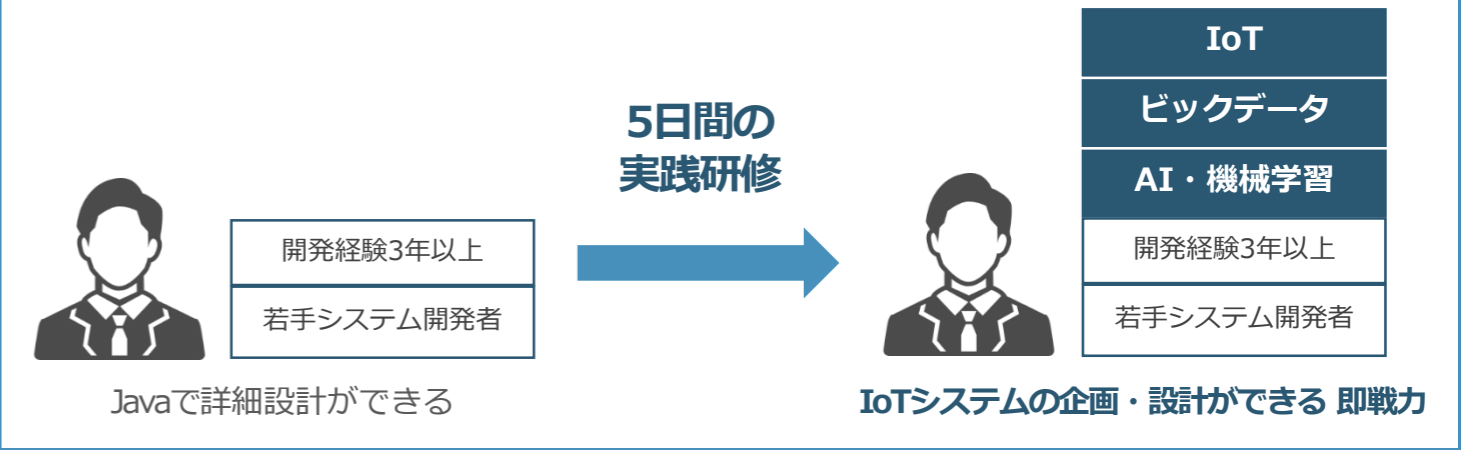 開発経験3年以上
若手システム開発者
Javaで詳細設計ができる
5日間の
実践研修
IoT
ビックデータ
AI・機械学習
開発経験3年以上
若手システム開発者
IoTシステムの企画・設計ができる 即戦力